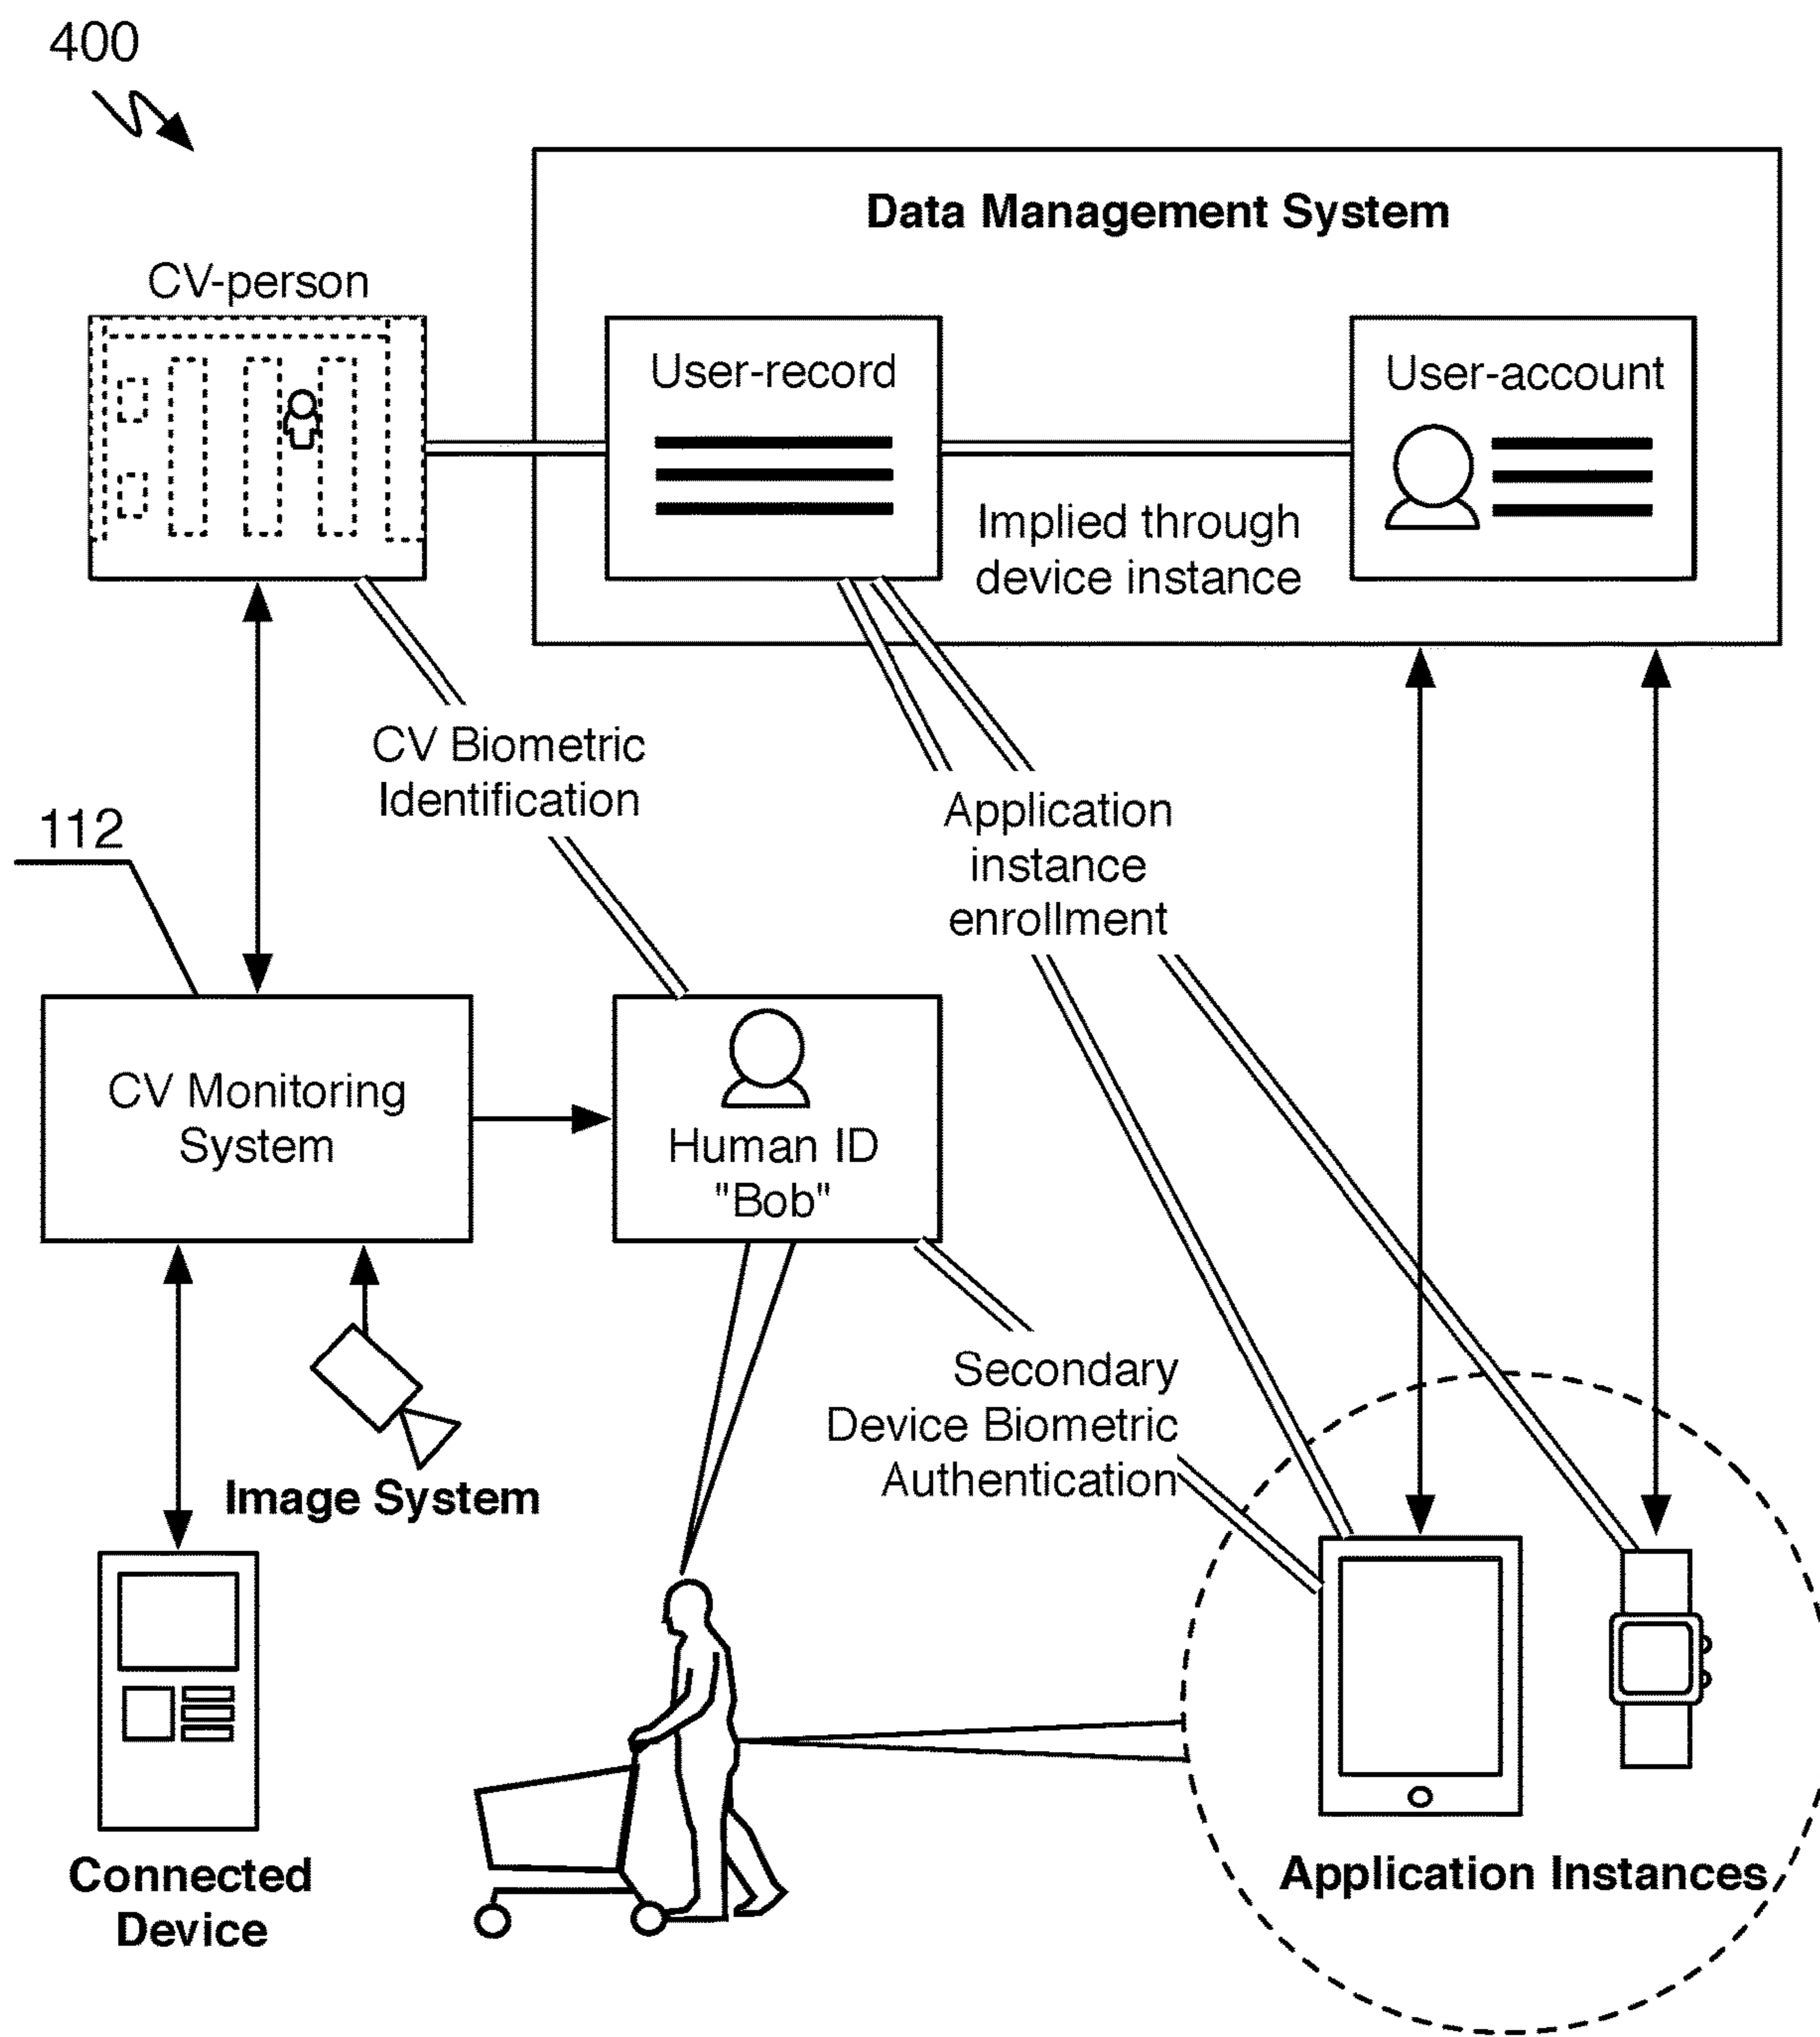 400
Data Management System
CV-person
User-record
User-account
Implied through
device instance
CV Biometric
Identification
112
Application
instance
enrollment
CV Monitoring
System
Human ID
"Bob"
Secondary
Device Biometric
Authentication
Image System
Connected
Device
Application Instances